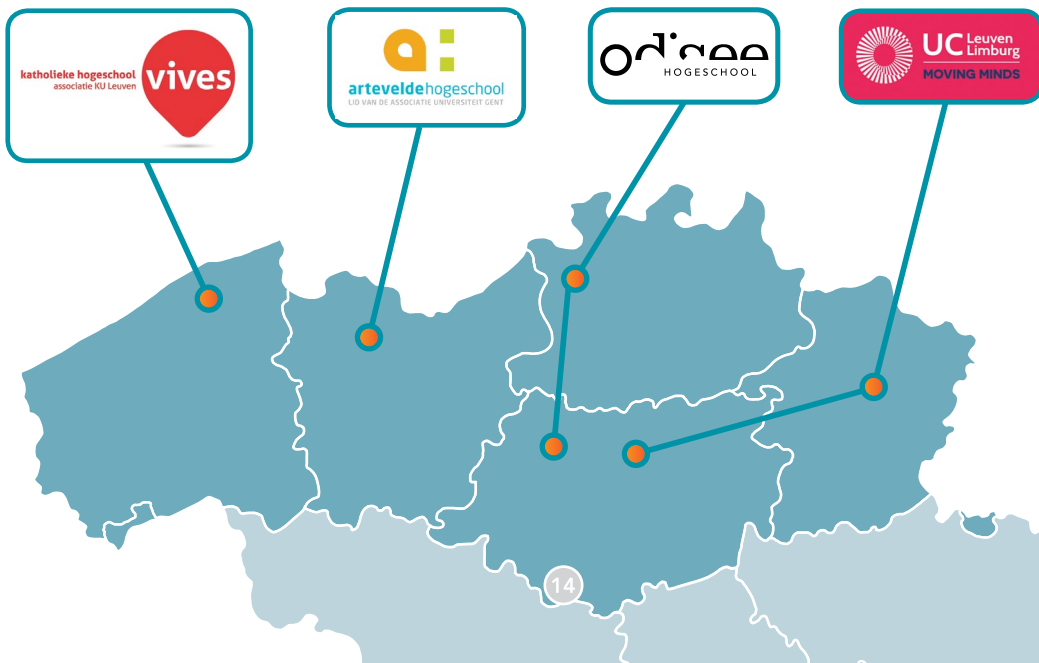 katholieke hogeschool
associatie KU Leuven
vives
arteveldehogeschool
LID VAN DE ASSOCIATIE UNIVERSITEIT GENT
odisee
HOGESCHOOL
UC Leuven
Limburg
MOVING MINDS
14